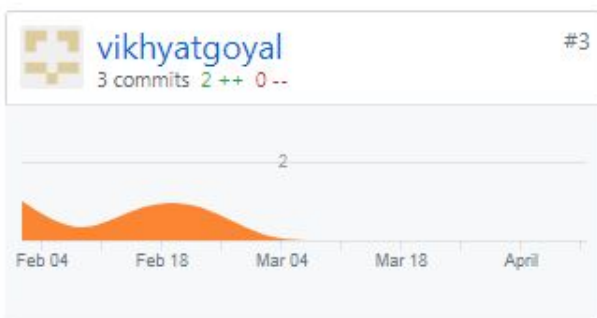 vikhyatgoyal #3
3 commits 2 ++ 0 --
2
Feb 04 Feb 18 Mar 04 Mar 18 April